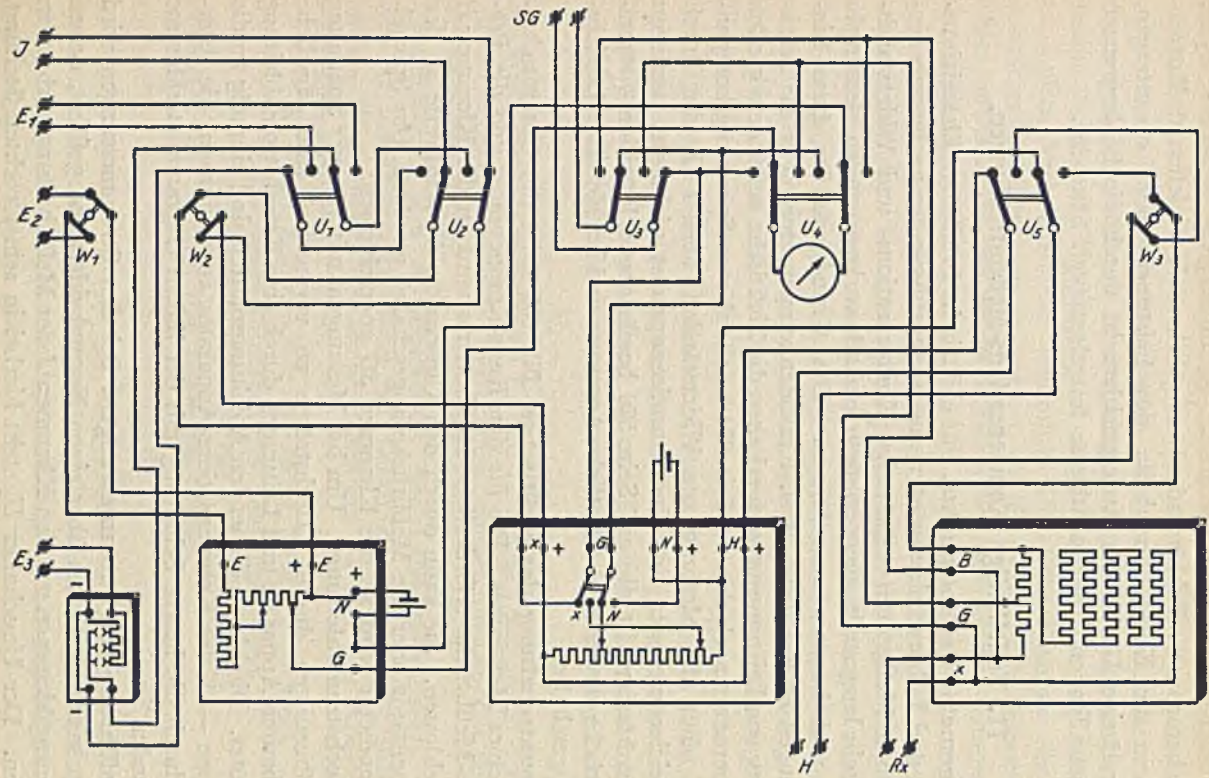 SG
J
E1
E2
W1
W2
U1
U2
U3
U4
U5
W3
E3
-
-
E
+ E
+
N
G
x +
G
N +
H +
x
N
B
G
x
H
Rx